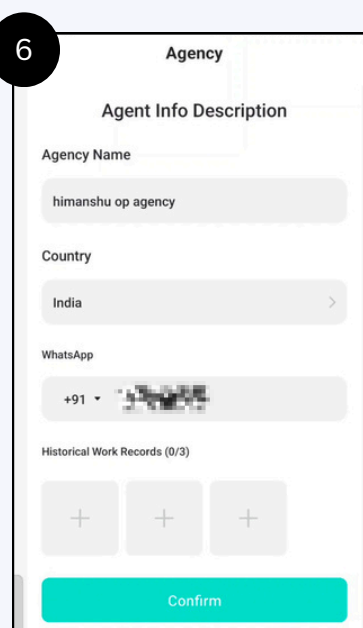 6
Agency
Agent Info Description
Agency Name
himanshu op agency
Country
India
WhatsApp
+91
Historical Work Records (0/3)
Confirm